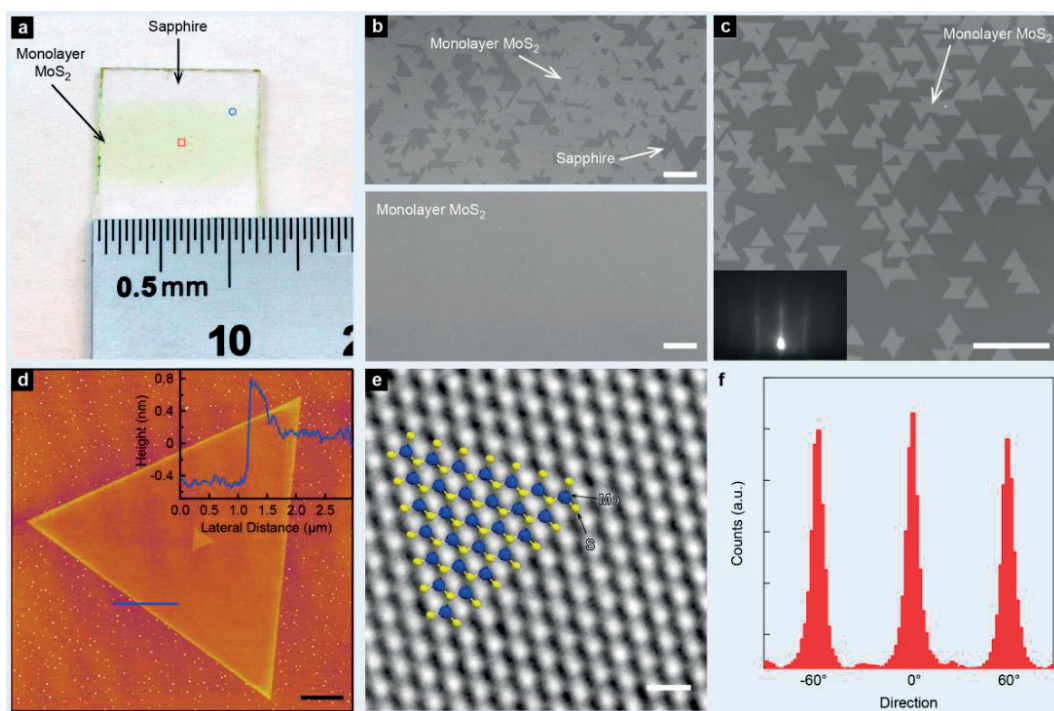 a
Sapphire
Monolayer
MoS₂
0.5 mm
10
2
b
Monolayer MoS₂
Sapphire
Monolayer MoS₂
c
Monolayer
MoS₂
d
Height (nm)
0.8
0.4
0
-0.4
0.0 0.5 1.0 1.5 2.0 2.5
Lateral Distance (µm)
e
Mo
S
f
Counts (a.u.)
-60° 0° 60°
Direction